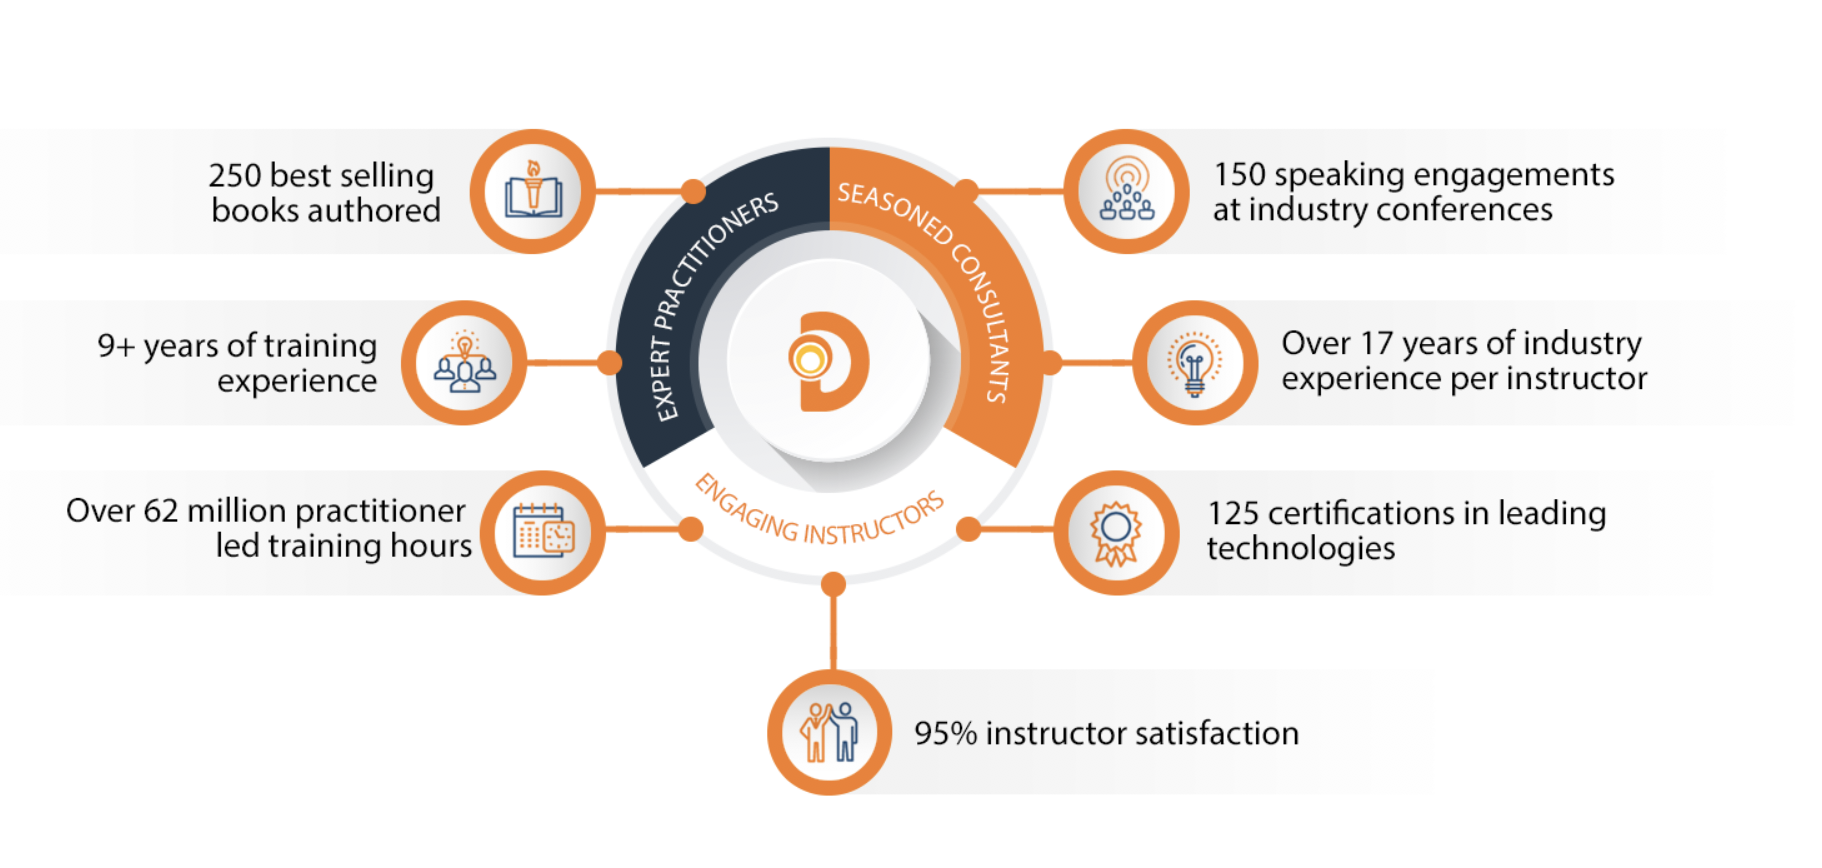 250 best selling
books authored
9+ years of training
experience
Over 62 million practitioner
led training hours
EXPERT PRACTITIONERS
SEASONED CONSULTANTS
ENGAGING INSTRUCTORS
150 speaking engagements
at industry conferences
Over 17 years of industry
experience per instructor
125 certifications in leading
technologies
95% instructor satisfaction